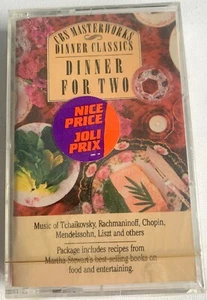 CBS MASTERWORKS
DINNER CLASSICS
DINNER
FOR TWO
NICE
PRICE
JOLI
PRIX
Music of Tchaikovsky, Rachmaninoff, Chopin,
Mendelssohn, Liszt and others
Package includes recipes from
Martha Stewart's best-selling books on
food and entertaining.